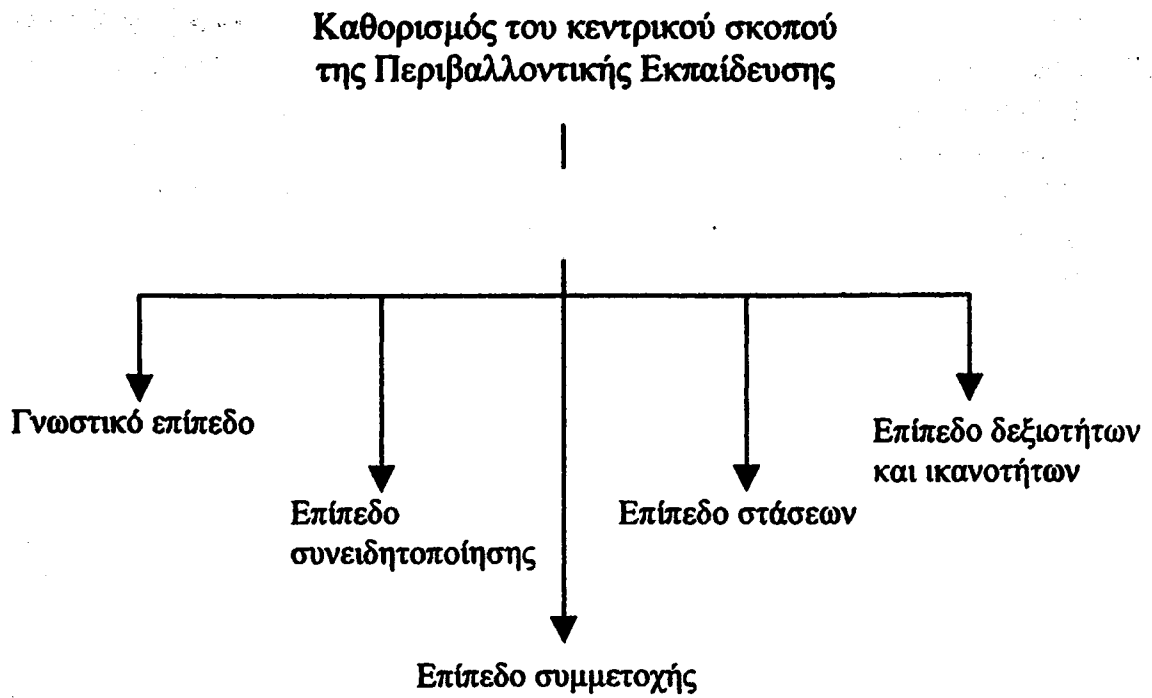 Καθορισμός του κεντρικού σκοπού
της Περιβαλλοντικής Εκπαίδευσης
Γνωστικό επίπεδο
Επίπεδο
συνειδητοποίησης
Επίπεδο συμμετοχής
Επίπεδο στάσεων
Επίπεδο δεξιοτήτων
και ικανοτήτων